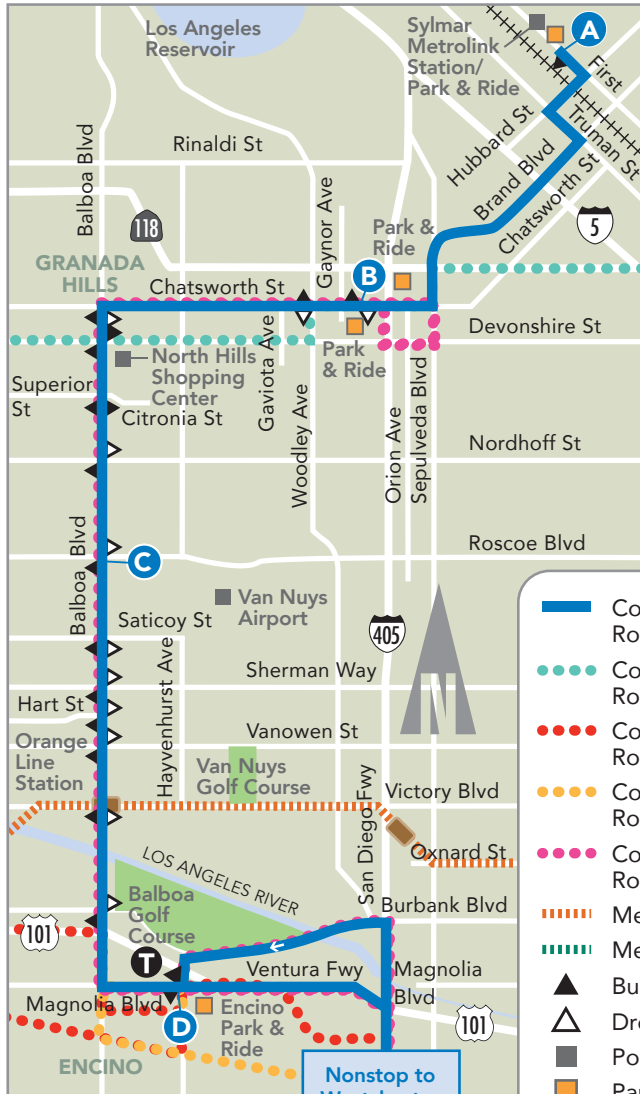 Los Angeles
Reservoir
Sylmar
Metrolink
Station/
Park & Ride
A
First
Truman St
Hubbard St
Brand Blvd
Chatsworth St
5
Rinaldi St
Balboa Blvd
118
Gaynor Ave
Park &
Ride
B
GRANADA
HILLS
Chatsworth St
Devonshire St
Park
& Ride
North Hills
Shopping
Center
Gaviota Ave
Woodley Ave
Orion Ave
Sepulveda Blvd
Superior
St
Citronia St
Nordhoff St
Roscoe Blvd
C
Balboa Blvd
Van Nuys
Airport
Saticoy St
Hayvenhurst Ave
405
N
Sherman Way
Hart St
Vanowen St
Orange
Line
Station
Van Nuys
Golf Course
San Diego Fwy
Victory Blvd
Oxnard St
LOS ANGELES RIVER
Balboa
Golf
Course
Burbank Blvd
101
T
Ventura Fwy
Magnolia
Blvd
Magnolia Blvd
D
Encino
Park &
Ride
101
ENCINO
Nonstop to
Co
Ro
Co
Ro
Co
Ro
Co
Ro
Co
Ro
Me
Me
Bu
Dr
Po
Par